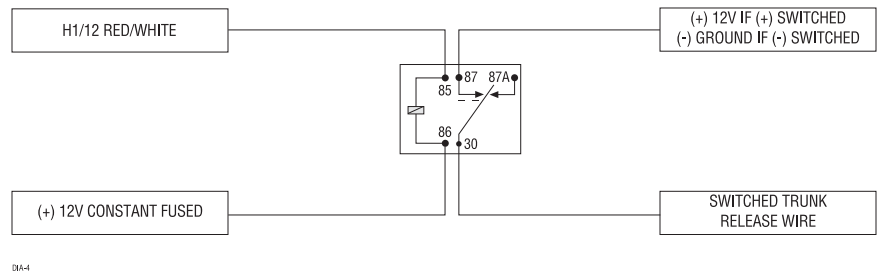 H1/12 RED/WHITE
(+) 12V IF (+) SWITCHED
(-) GROUND IF (-) SWITCHED
87 87A
85
86
30
(+) 12V CONSTANT FUSED
SWITCHED TRUNK
RELEASE WIRE
DIA-4